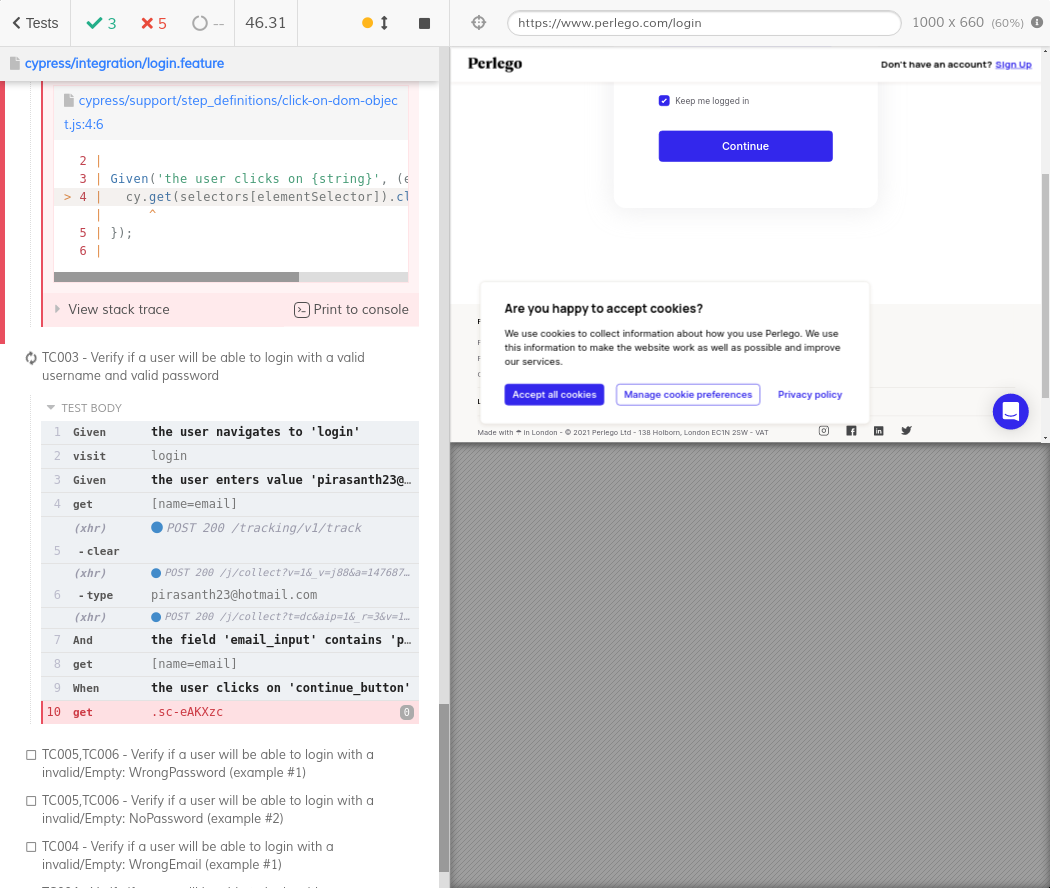 Tests 3 5 -- 46.31
https://www.perlego.com/login 1000 x 660 (60%)
cypress/integration/login.feature
cypress/support/step_definitions/click-on-dom-objec
t.js:4:6
2 |
3 | Given('the user clicks on {string}', (e
> 4 | cy.get(selectors[elementSelector]).cl
| ^
5 | });
6 |
View stack trace Print to console
TC003 - Verify if a user will be able to login with a valid
username and valid password
TEST BODY
1 Given the user navigates to 'login'
2 visit login
3 Given the user enters value 'pirasanth23@…
4 get [name=email]
(xhr) POST 200 /tracking/v1/track
5 -clear
(xhr) POST 200 /j/collect?v=1&_v=j88&a=147687…
6 -type pirasanth23@hotmail.com
(xhr) POST 200 /j/collect?t=dc&aip=1&_r=3&v=1…
7 And the field 'email_input' contains 'p…
8 get [name=email]
9 When the user clicks on 'continue_button'
10 get .sc-eAKXzc 0
TC005,TC006 - Verify if a user will be able to login with a
invalid/Empty: WrongPassword (example #1)
TC005,TC006 - Verify if a user will be able to login with a
invalid/Empty: NoPassword (example #2)
TC004 - Verify if a user will be able to login with a
invalid/Empty: WrongEmail (example #1)
Perlego Don't have an account? Sign Up
Keep me logged in
Continue
Are you happy to accept cookies?
We use cookies to collect information about how you use Perlego. We use
this information to make the website work as well as possible and improve
our services.
Accept all cookies Manage cookie preferences Privacy policy
Made with ☂ in London - © 2021 Perlego Ltd - 138 Holborn, London EC1N 2SW - VAT